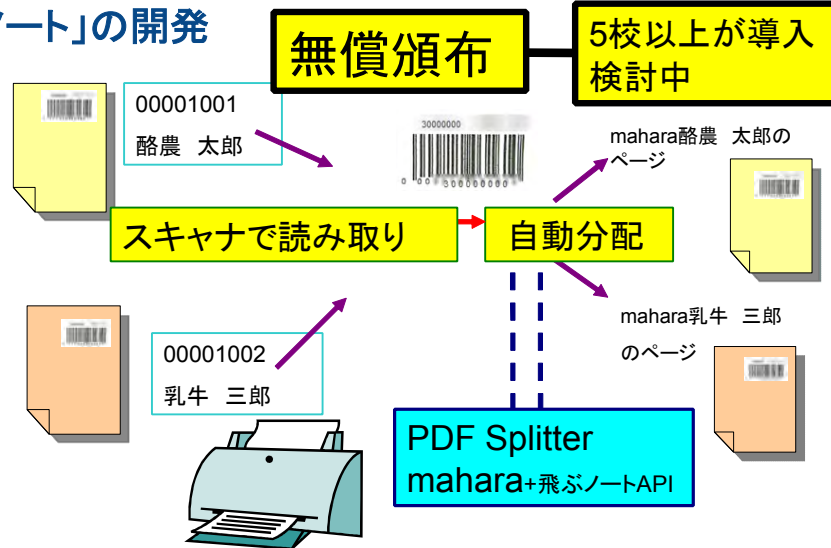 ノート」の開発
無償頒布
5校以上が導入
検討中
00001001
酪農 太郎
30000000
mahara酪農 太郎の
ページ
スキャナで読み取り
自動分配
00001002
乳牛 三郎
mahara乳牛 三郎
のページ
PDF Splitter
mahara+飛ぶノートAPI